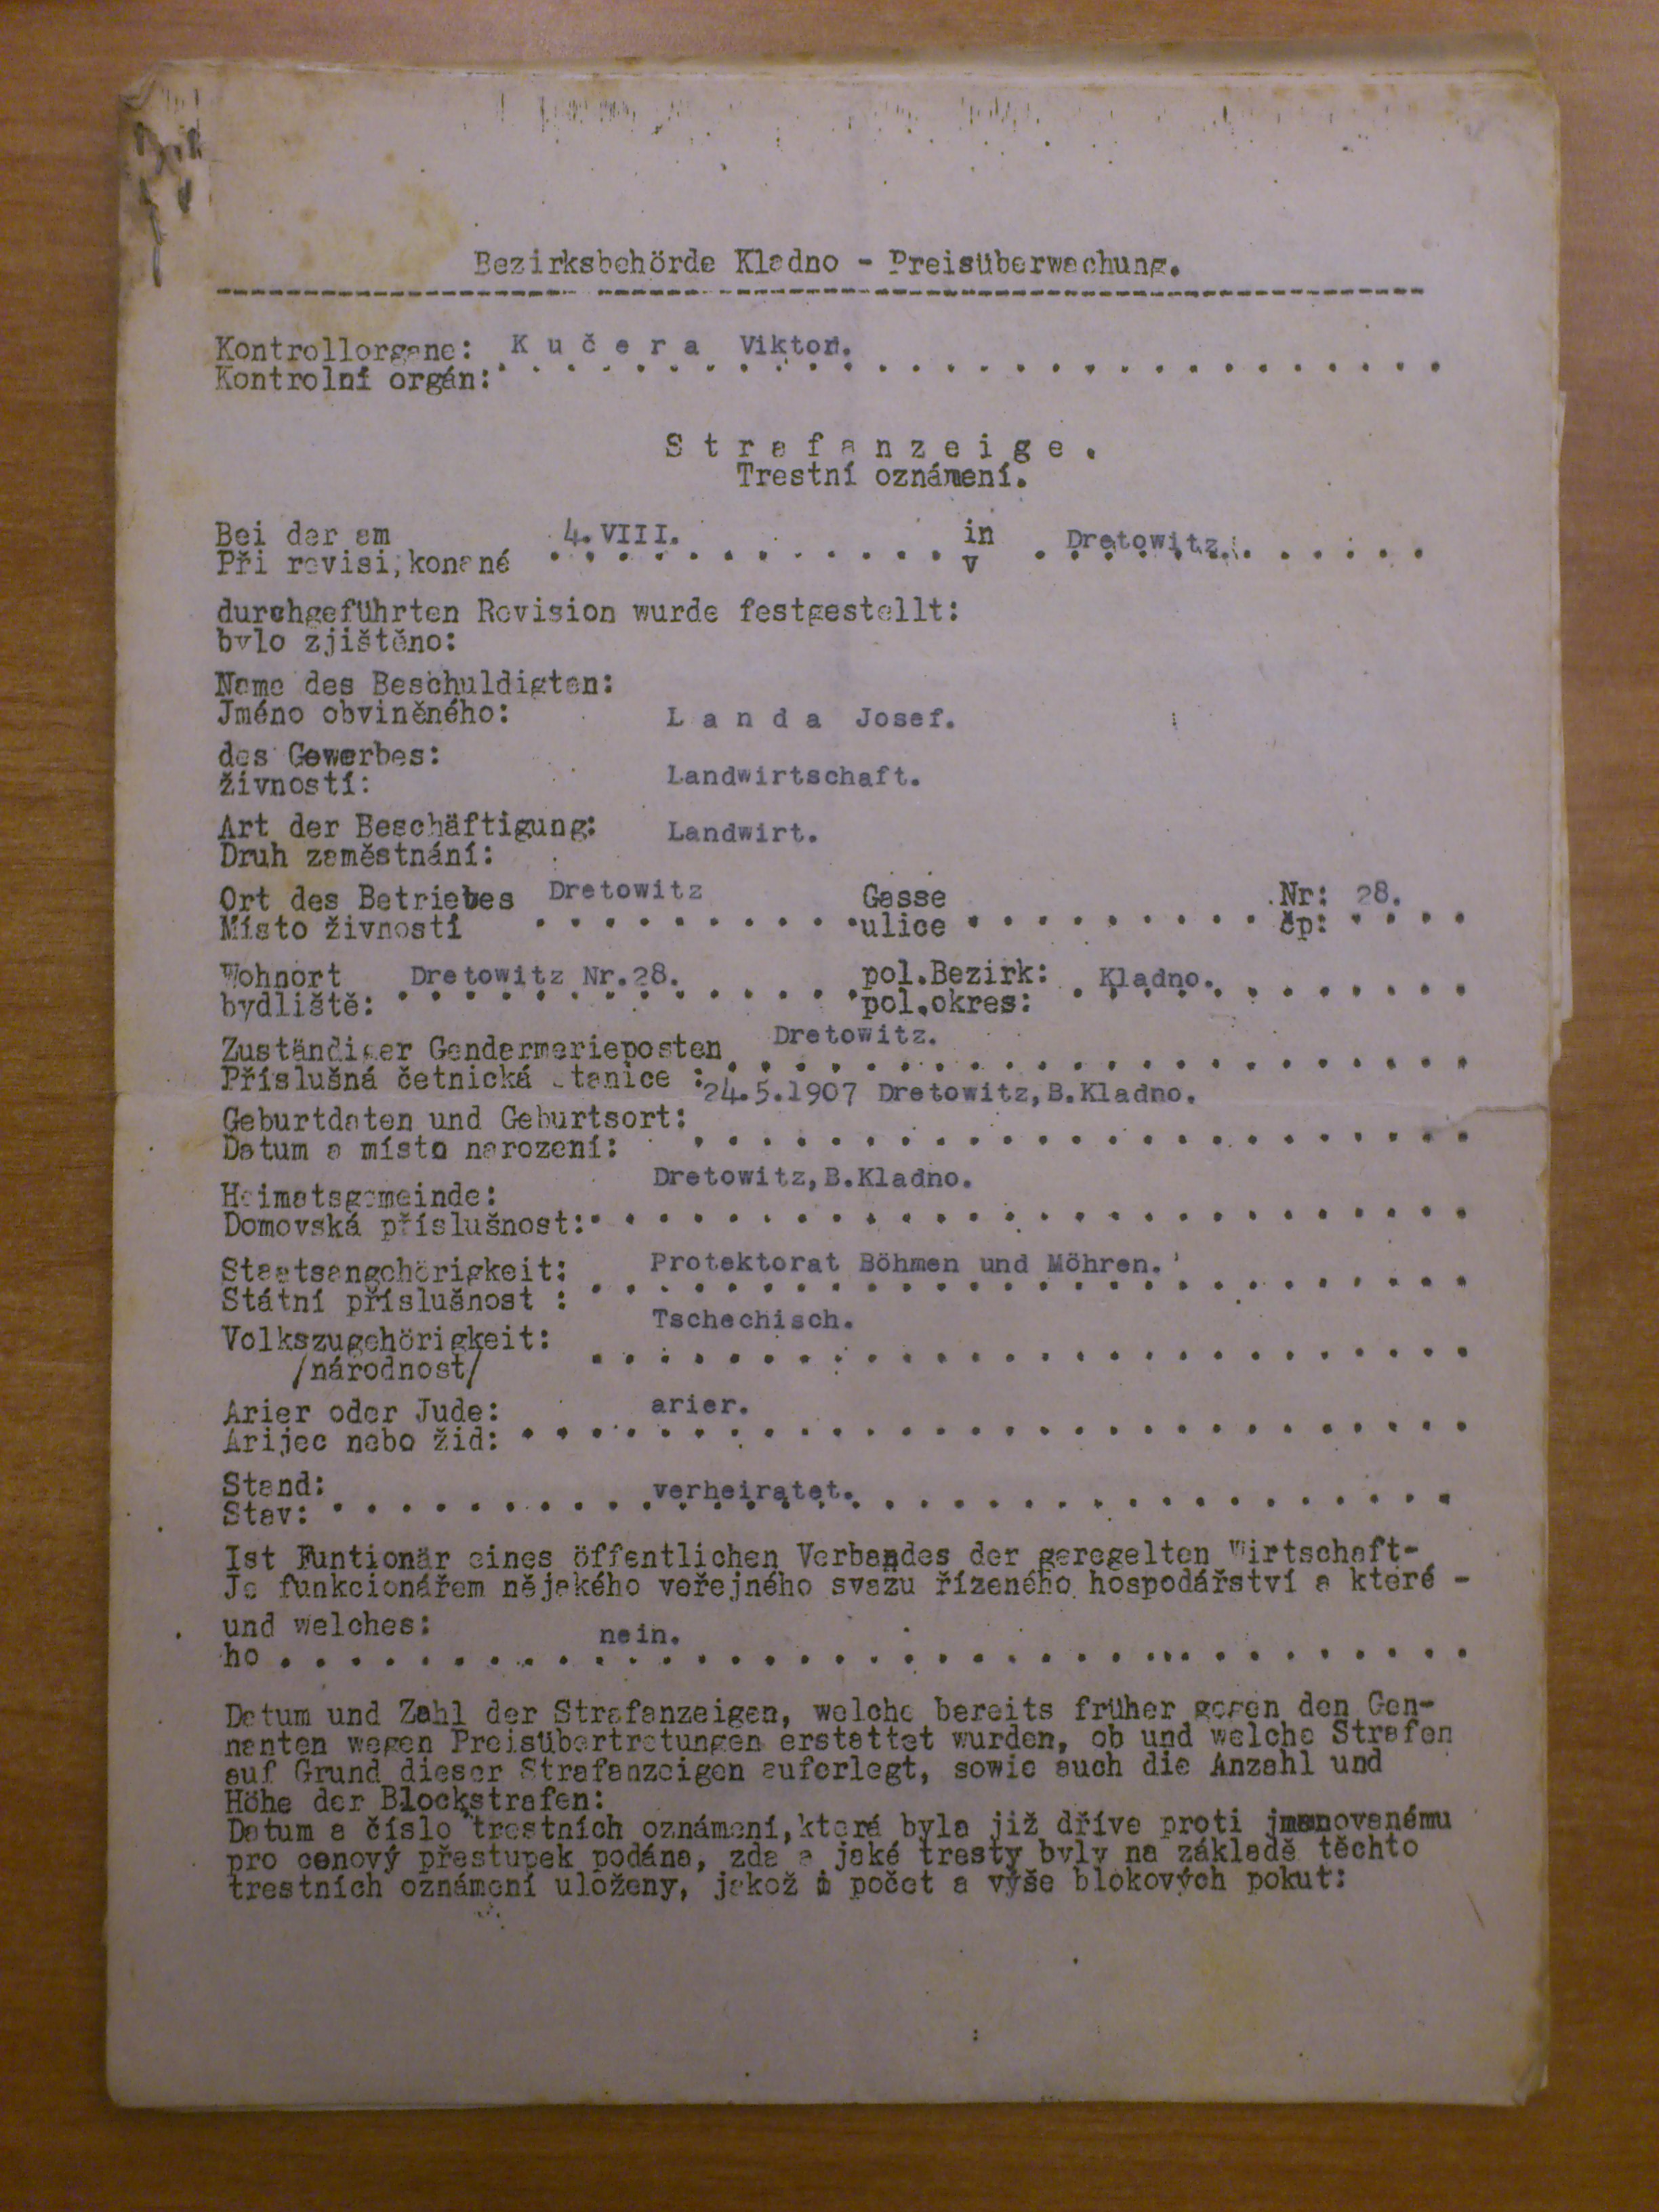 Bezirksbehörde Kladno - Preisüberwachung.
Kontrollorgane: K u č e r a Viktor.
Kontrolní orgán:
S t r a f a n z e i g e .
Trestní oznámení.
Bei der am 4.VIII. in Dretowitz.
Při revisi, konané v
durchgeführten Revision wurde festgestellt:
bylo zjištěno:
Name des Beschuldigten:
Jméno obviněného: L a n d a Josef.
des Gewerbes:
živností: Landwirtschaft.
Art der Beschäftigung: Landwirt.
Druh zaměstnání:
Ort des Betriebes Dretowitz Gasse Nr: 28.
Místo živností ulice čp:
Wohnort Dretowitz Nr.28. pol.Bezirk: Kladno.
bydliště: pol.okres:
Zuständiger Gendarmerieposten Dretowitz.
Příslušná četnická stanice :
24.5.1907 Dretowitz,B.Kladno.
Geburtdaten und Geburtsort:
Datum a místo narození:
Dretowitz,B.Kladno.
Heimatsgemeinde:
Domovská příslušnost:
Staatsangehörigkeit: Protektorat Böhmen und Möhren.
Státní příslušnost :
Tschechisch.
Volkszugehörigkeit:
/národnost/
Arier oder Jude: arier.
Arijec nebo žid:
Stand: verheiratet.
Stav:
Ist Funtionär eines öffentlichen Verbandes der geregelten Wirtschaft-
Je funkcionářem nějakého veřejného svazu řízeného hospodářství a které -
und welches: nein.
ho
Datum und Zahl der Strafanzeigen, welche bereits früher gegen den Gen-
nanten wegen Preisübertretungen erstattet wurden, ob und welche Strafen
auf Grund dieser Strafanzeigen auferlegt, sowie auch die Anzahl und
Höhe der Blockstrafen:
Datum a číslo trestních oznámení,která byla již dříve proti jmenovanému
pro cenový přestupek podána, zda a jaké tresty byly na základě těchto
trestních oznámení uloženy, jakož i počet a výše blokových pokut: